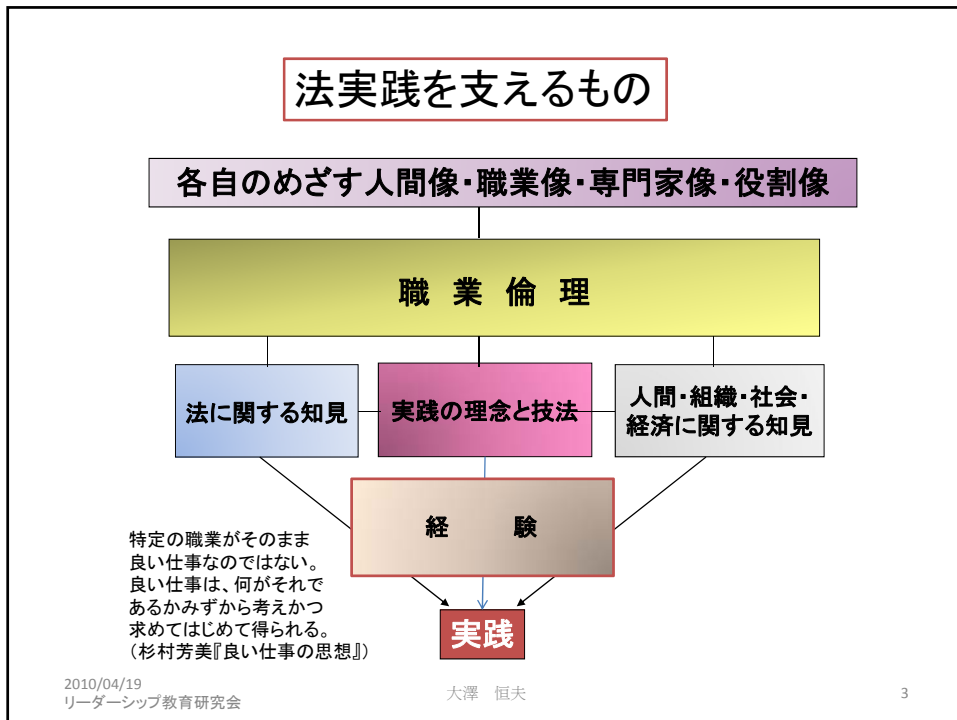 法実践を支えるもの
各自のめざす人間像・職業像・専門家像・役割像
職 業 倫 理
法に関する知見
実践の理念と技法
人間・組織・社会・
経済に関する知見
経 験
特定の職業がそのまま
良い仕事なのではない。
良い仕事は、何がそれで
あるかみずから考えかつ
求めてはじめて得られる。
（杉村芳美『良い仕事の思想』）
実践
2010/04/19
リーダーシップ教育研究会
大澤 恒夫
3